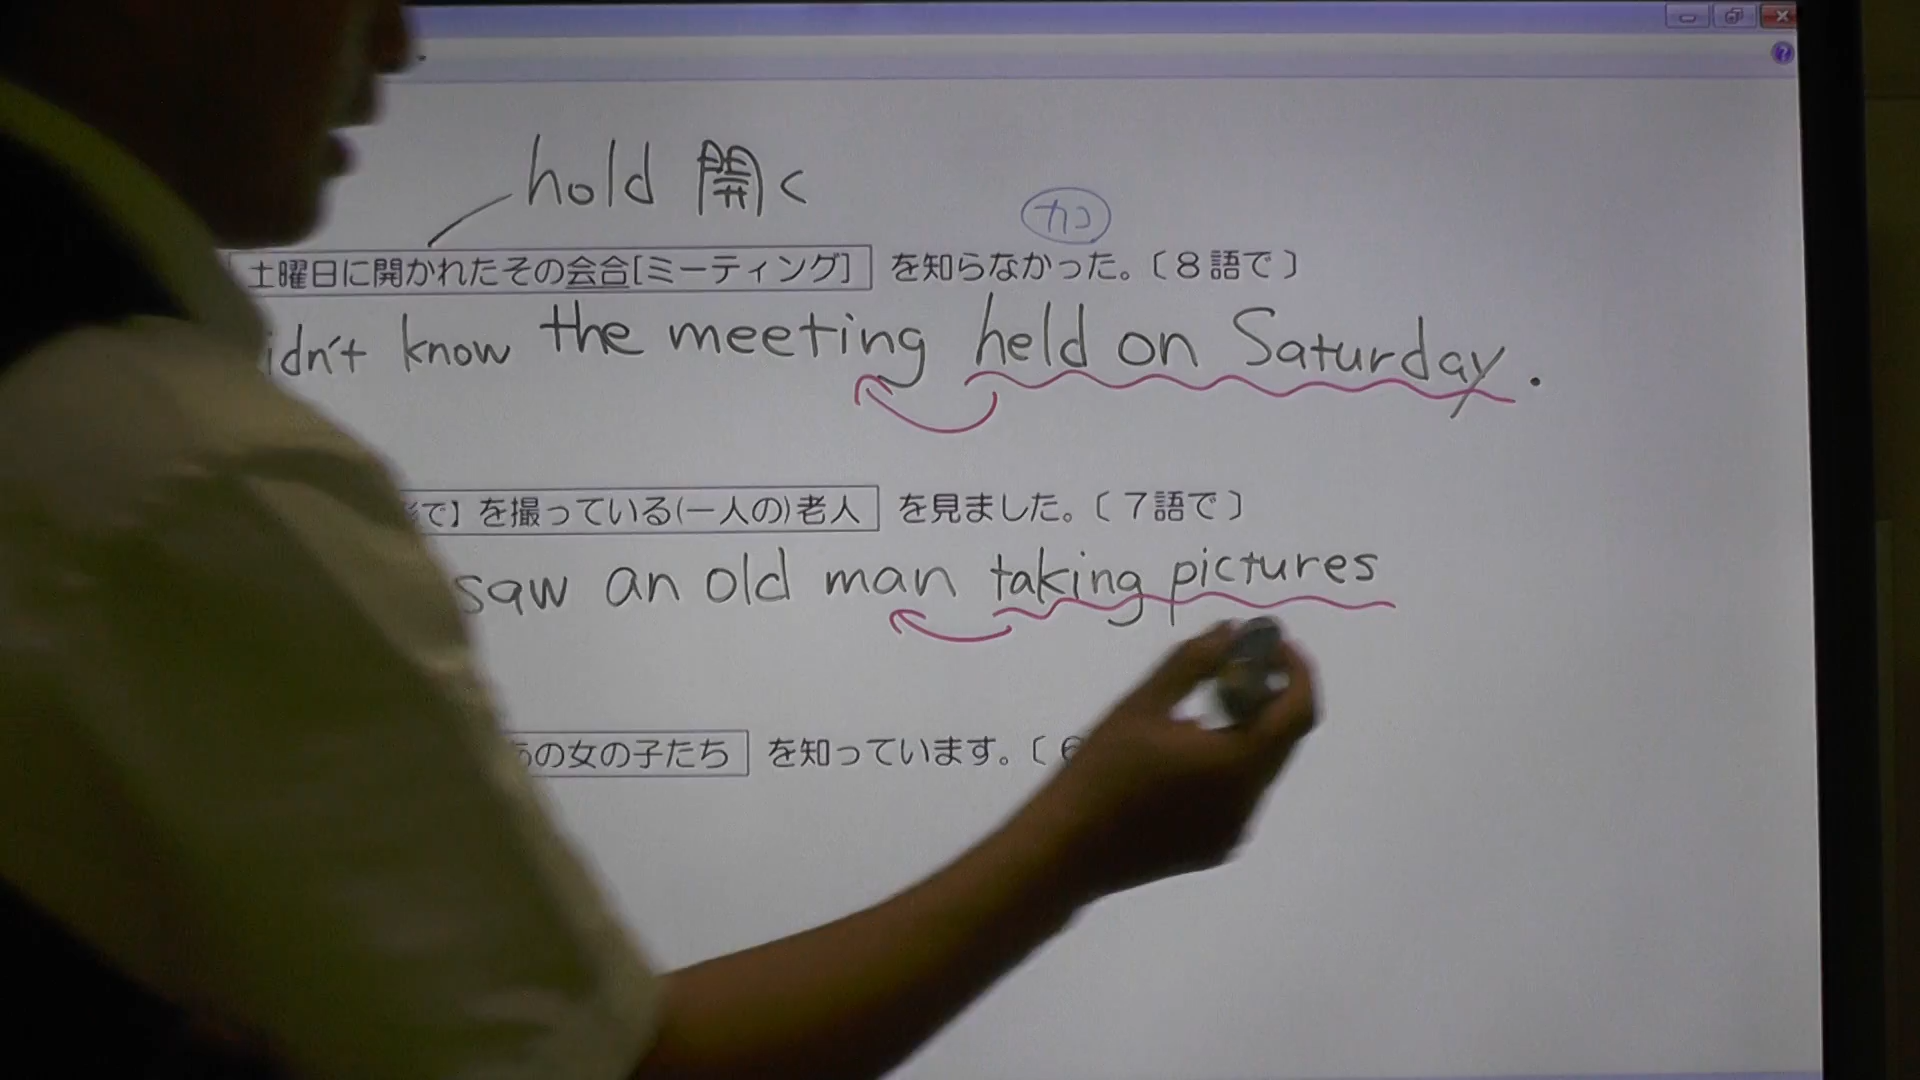 hold 開く
カコ
土曜日に開かれたその会合[ミーティング] を知らなかった。〔8語で〕
idn't know the meeting held on Saturday.
で】を撮っている(一人の)老人 を見ました。〔7語で〕
saw an old man taking pictures
の女の子たち を知っています。〔6